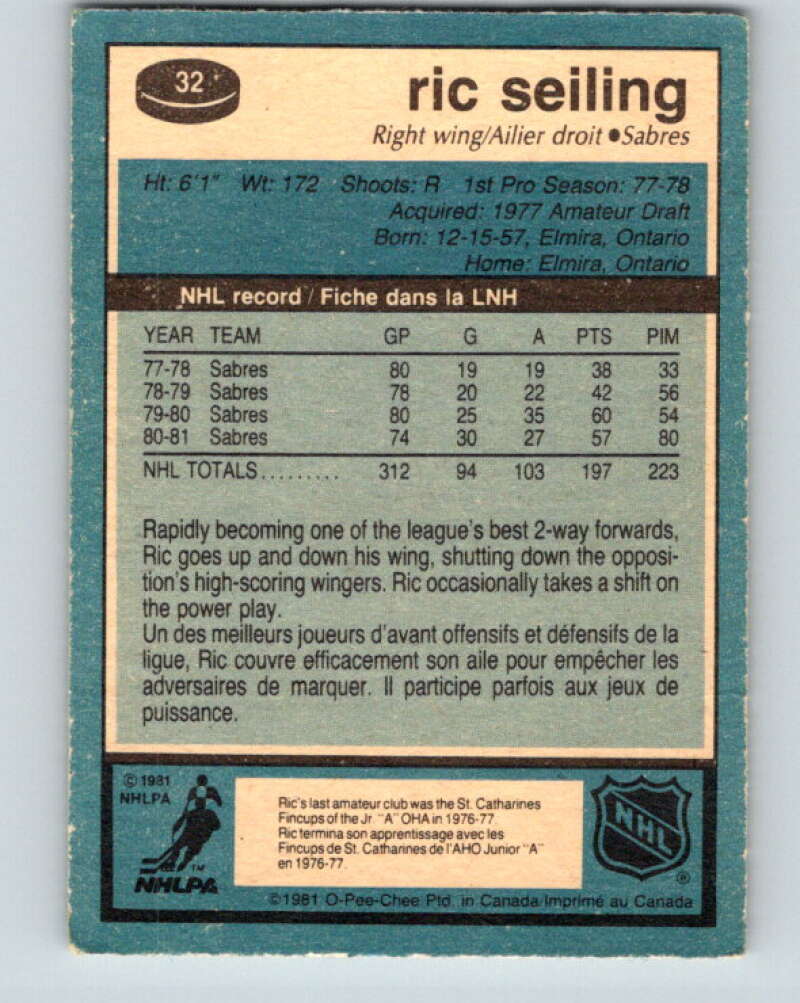 32
ric seiling
Right wing/Ailier droit ●Sabres
Ht: 6'1" Wt: 172 Shoots: R 1st Pro Season: 77-78
Acquired: 1977 Amateur Draft
Born: 12-15-57, Elmira, Ontario
Home: Elmira, Ontario
NHL record / Fiche dans la LNH
YEAR TEAM GP G A PTS PIM
77-78 Sabres 80 19 19 38 33
78-79 Sabres 78 20 22 42 56
79-80 Sabres 80 25 35 60 54
80-81 Sabres 74 30 27 57 80
NHL TOTALS......... 312 94 103 197 223
Rapidly becoming one of the league's best 2-way forwards,
Ric goes up and down his wing, shutting down the opposi-
tion's high-scoring wingers. Ric occasionally takes a shift on
the power play.
Un des meilleurs joueurs d'avant offensifs et défensifs de la
ligue, Ric couvre efficacement son aile pour empêcher les
adversaires de marquer. Il participe parfois aux jeux de
puissance.
© 1981
NHLPA
TM
NHLPA
Ric's last amateur club was the St. Catharines
Fincups of the Jr. "A" OHA in 1976-77.
Ric termina son apprentissage avec les
Fincups de St. Catharines de l'AHO Junior "A"
en 1976-77.
NHL
®
©1981 O-Pee-Chee Ptd. in Canada/Imprimé au Canada